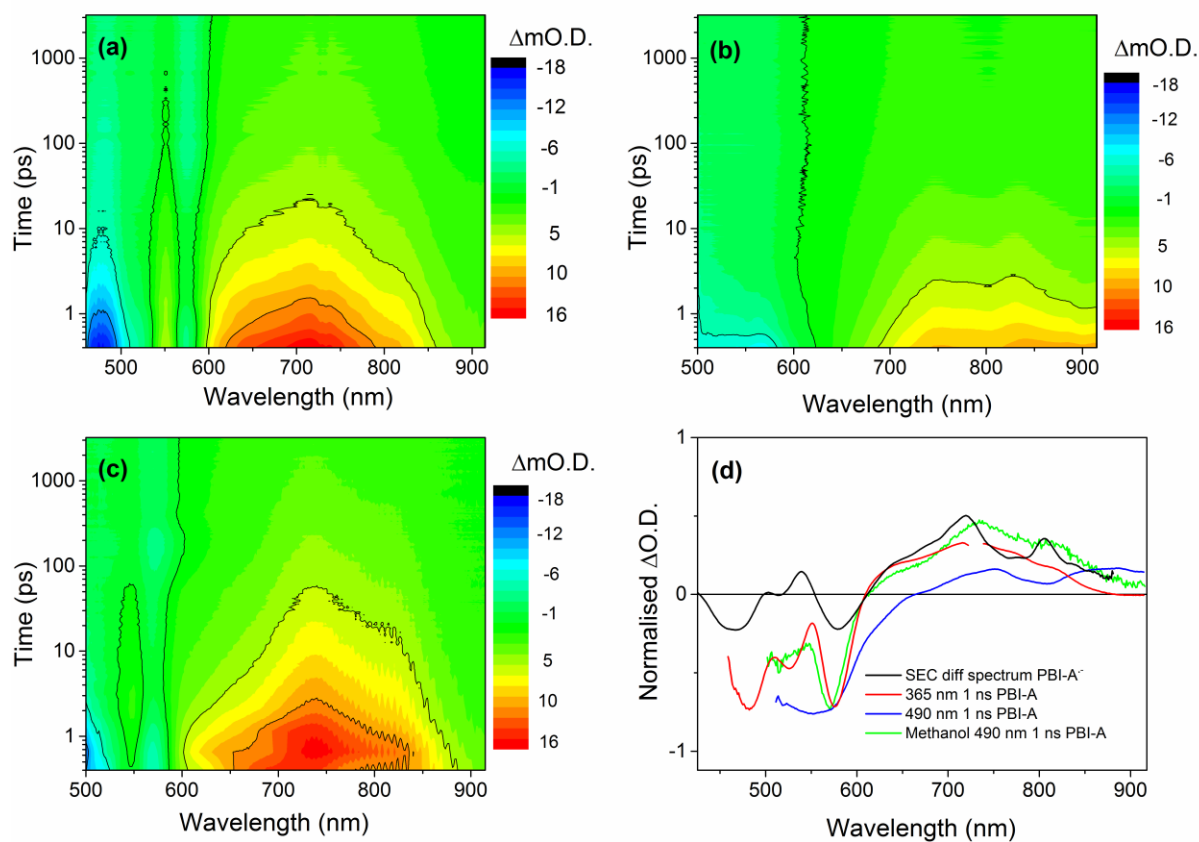 (a)
ΔmO.D.
-18
-12
-6
-1
5
10
16
1000
100
10
1
Time (ps)
500 600 700 800 900
Wavelength (nm)
(b)
ΔmO.D.
-18
-12
-6
-1
5
10
16
1000
100
10
1
Time (ps)
500 600 700 800 900
Wavelength (nm)
(c)
ΔmO.D.
-18
-12
-6
-1
5
10
16
1000
100
10
1
Time (ps)
500 600 700 800 900
Wavelength (nm)
(d)
1
0
-1
Normalised ΔO.D.
SEC diff spectrum PBI-A⁻
365 nm 1 ns PBI-A
490 nm 1 ns PBI-A
Methanol 490 nm 1 ns PBI-A
500 600 700 800 900
Wavelength (nm)